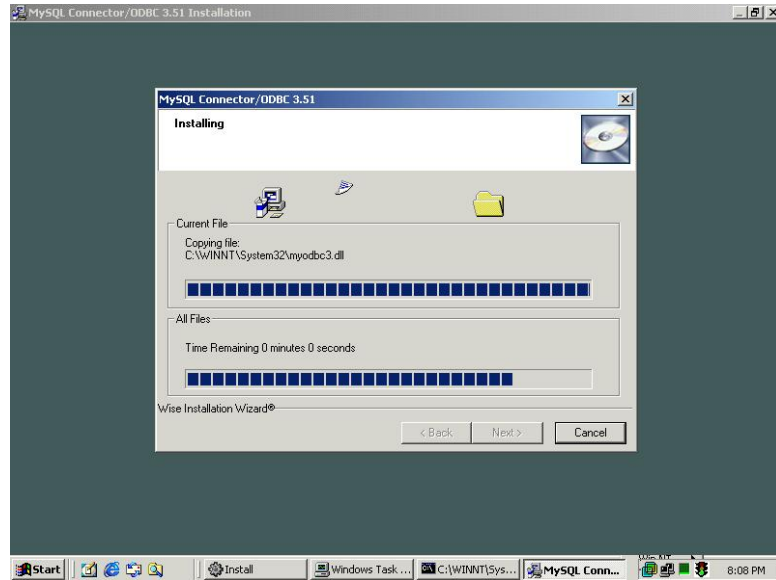 MySQL Connector/ODBC 3.51 Installation
MySQL Connector/ODBC 3.51
Installing
Current File
Copying file:
C:\WINNT\System32\myodbc3.dll
All Files
Time Remaining 0 minutes 0 seconds
Wise Installation Wizard®
< Back
Next >
Cancel
Start
Install
Windows Task ...
C:\WINNT\Sys...
MySQL Conn...
8:08 PM